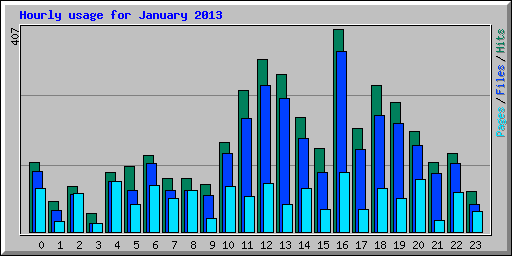 Hourly usage for January 2013
407
Pages / Files / Hits
0 1 2 3 4 5 6 7 8 9 10 11 12 13 14 15 16 17 18 19 20 21 22 23